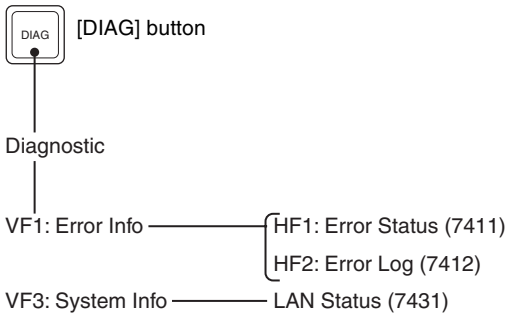 DIAG [DIAG] button
Diagnostic
VF1: Error Info HF1: Error Status (7411)
HF2: Error Log (7412)
VF3: System Info LAN Status (7431)